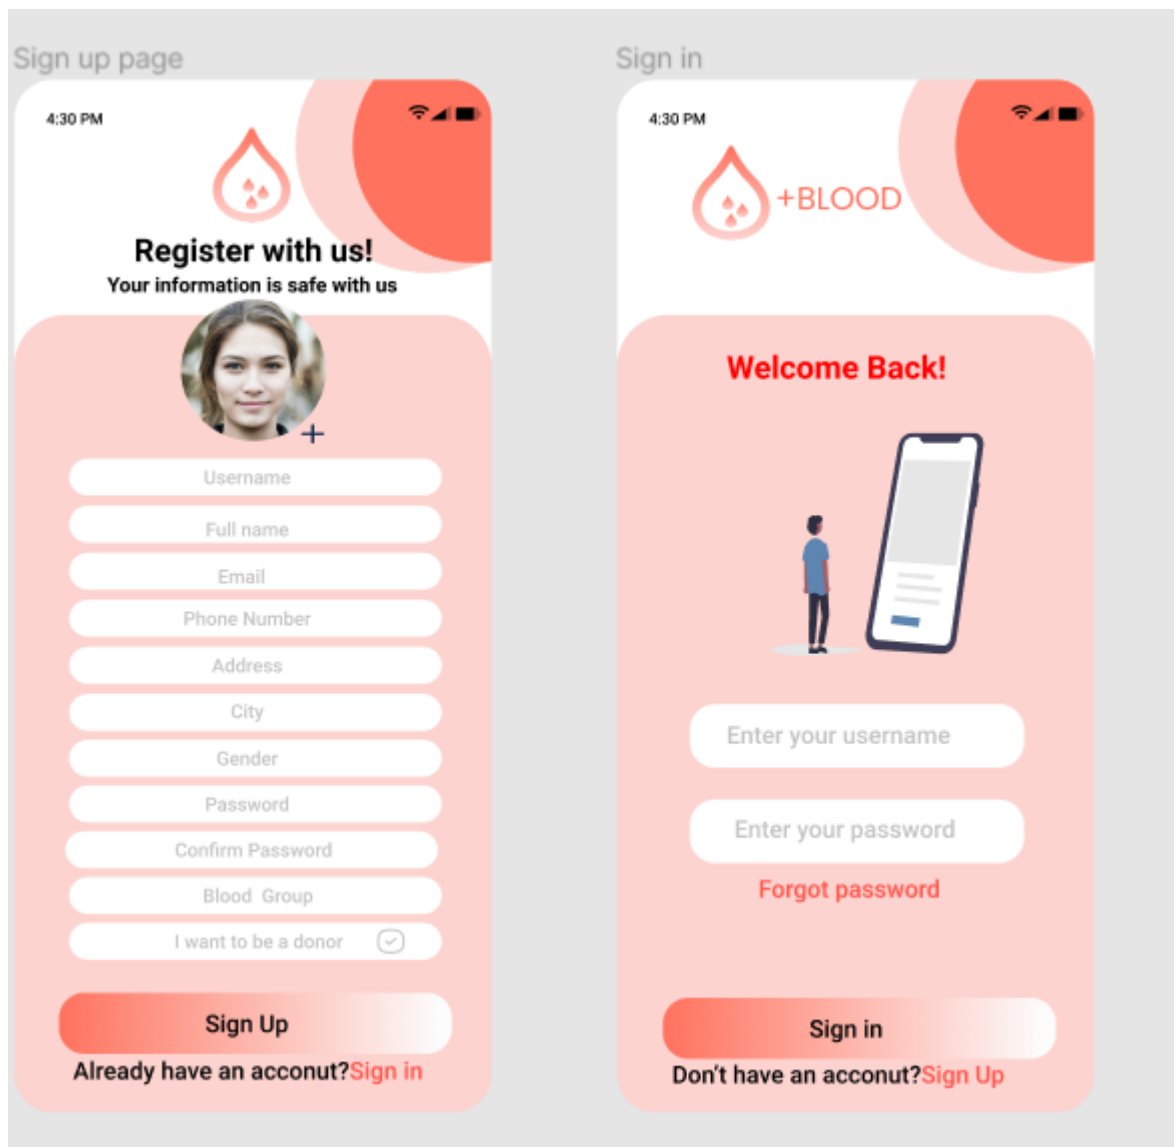 Sign up page
4:30 PM
Register with us!
Your information is safe with us
+
Username
Full name
Email
Phone Number
Address
City
Gender
Password
Confirm Password
Blood Group
I want to be a donor
Sign Up
Already have an acconut?Sign in
Sign in
4:30 PM
+BLOOD
Welcome Back!
Enter your username
Enter your password
Forgot password
Sign in
Don't have an acconut?Sign Up